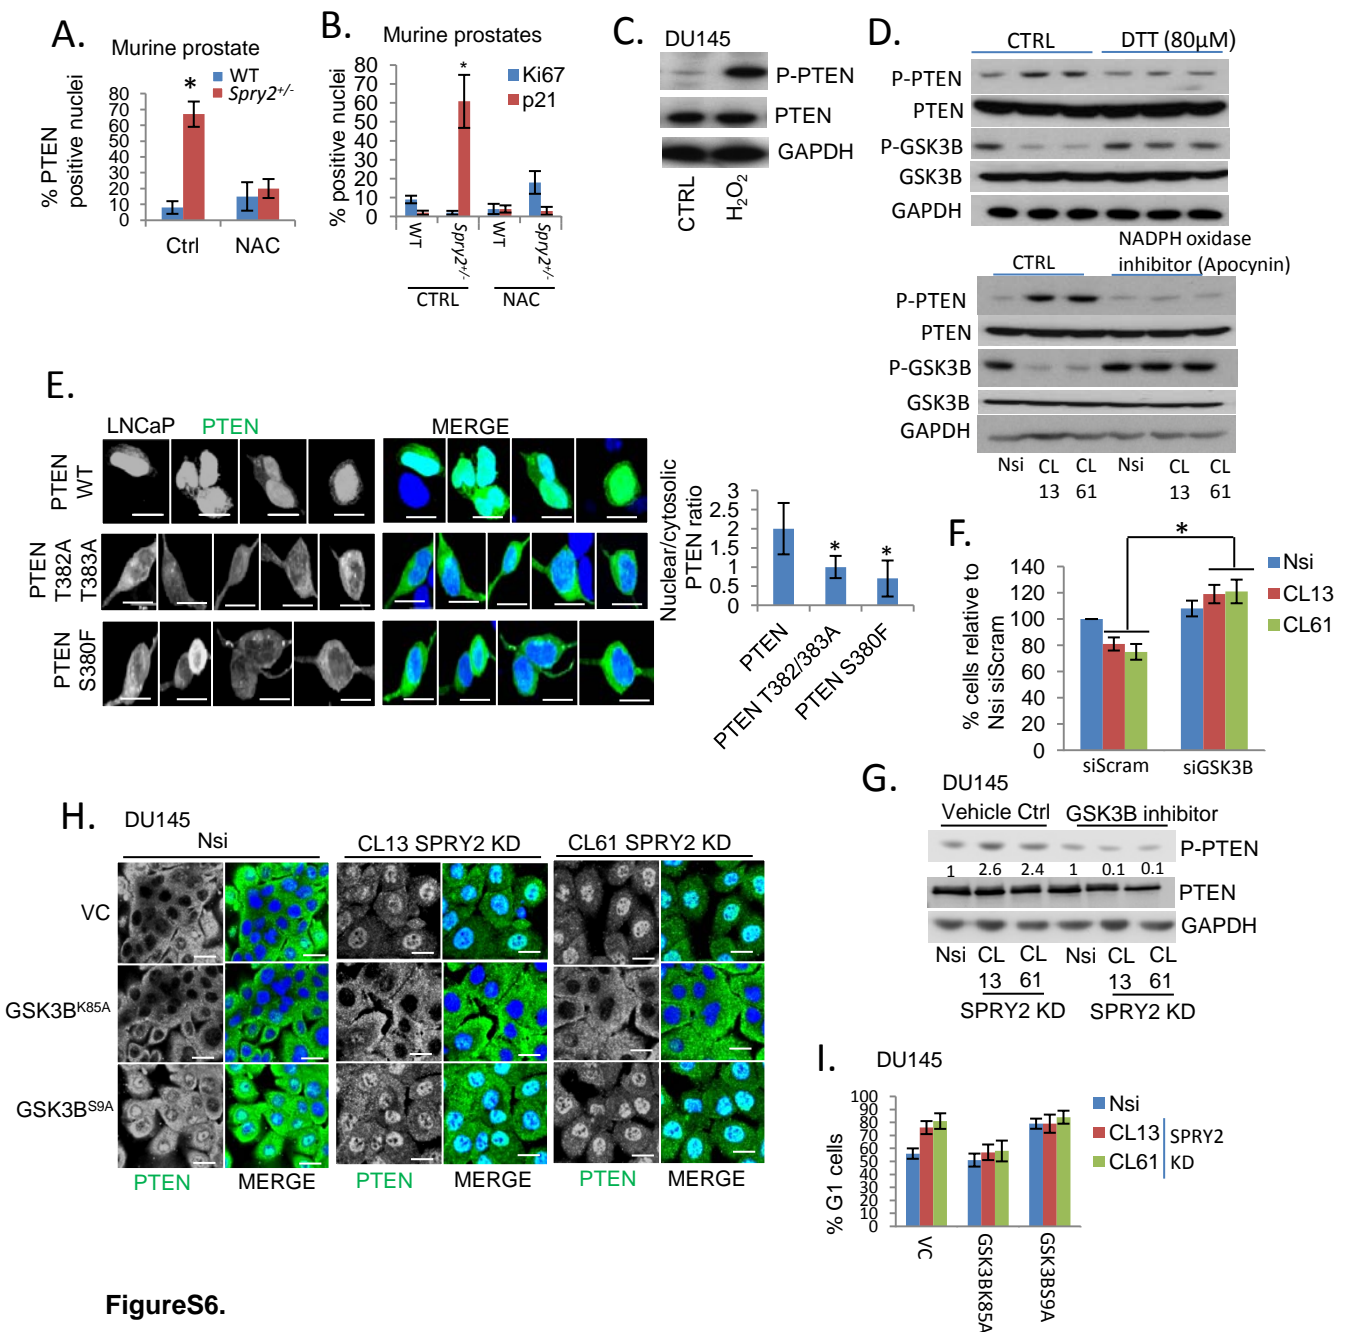 A.
Murine prostate
WT
Spry2+/-
*
% PTEN
positive nuclei
80
70
60
50
40
30
20
10
0
Ctrl
NAC
B.
Murine prostates
Ki67
p21
*
% positive nuclei
80
70
60
50
40
30
20
10
0
WT
Spry2+/-
WT
Spry2+/-
CTRL
NAC
C.
DU145
P-PTEN
PTEN
GAPDH
CTRL
H2O2
D.
CTRL
DTT (80µM)
P-PTEN
PTEN
P-GSK3B
GSK3B
GAPDH
CTRL
NADPH oxidase
inhibitor (Apocynin)
P-PTEN
PTEN
P-GSK3B
GSK3B
GAPDH
Nsi CL 13 CL 61 Nsi CL 13 CL 61
E.
LNCaP PTEN
MERGE
PTEN WT
PTEN T382A T383A
PTEN S380F
Nuclear/cytosolic
PTEN ratio
3
2.5
2
1.5
1
0.5
0
*
*
PTEN
PTEN T382/383A
PTEN S380F
F.
*
Nsi
CL13
CL61
% cells relative to
Nsi siScram
140
120
100
80
60
40
20
0
siScram
siGSK3B
G.
DU145
Vehicle Ctrl
GSK3B inhibitor
P-PTEN
1 2.6 2.4 1 0.1 0.1
PTEN
GAPDH
Nsi CL 13 CL 61 Nsi CL 13 CL 61
SPRY2 KD SPRY2 KD
H.
DU145
Nsi
CL13 SPRY2 KD
CL61 SPRY2 KD
VC
GSK3BK85A
GSK3BS9A
PTEN MERGE PTEN MERGE PTEN MERGE
I.
DU145
Nsi
CL13
CL61
SPRY2
KD
% G1 cells
100
90
80
70
60
50
40
30
20
10
0
VC
GSK3BK85A
GSK3BS9A
FigureS6.